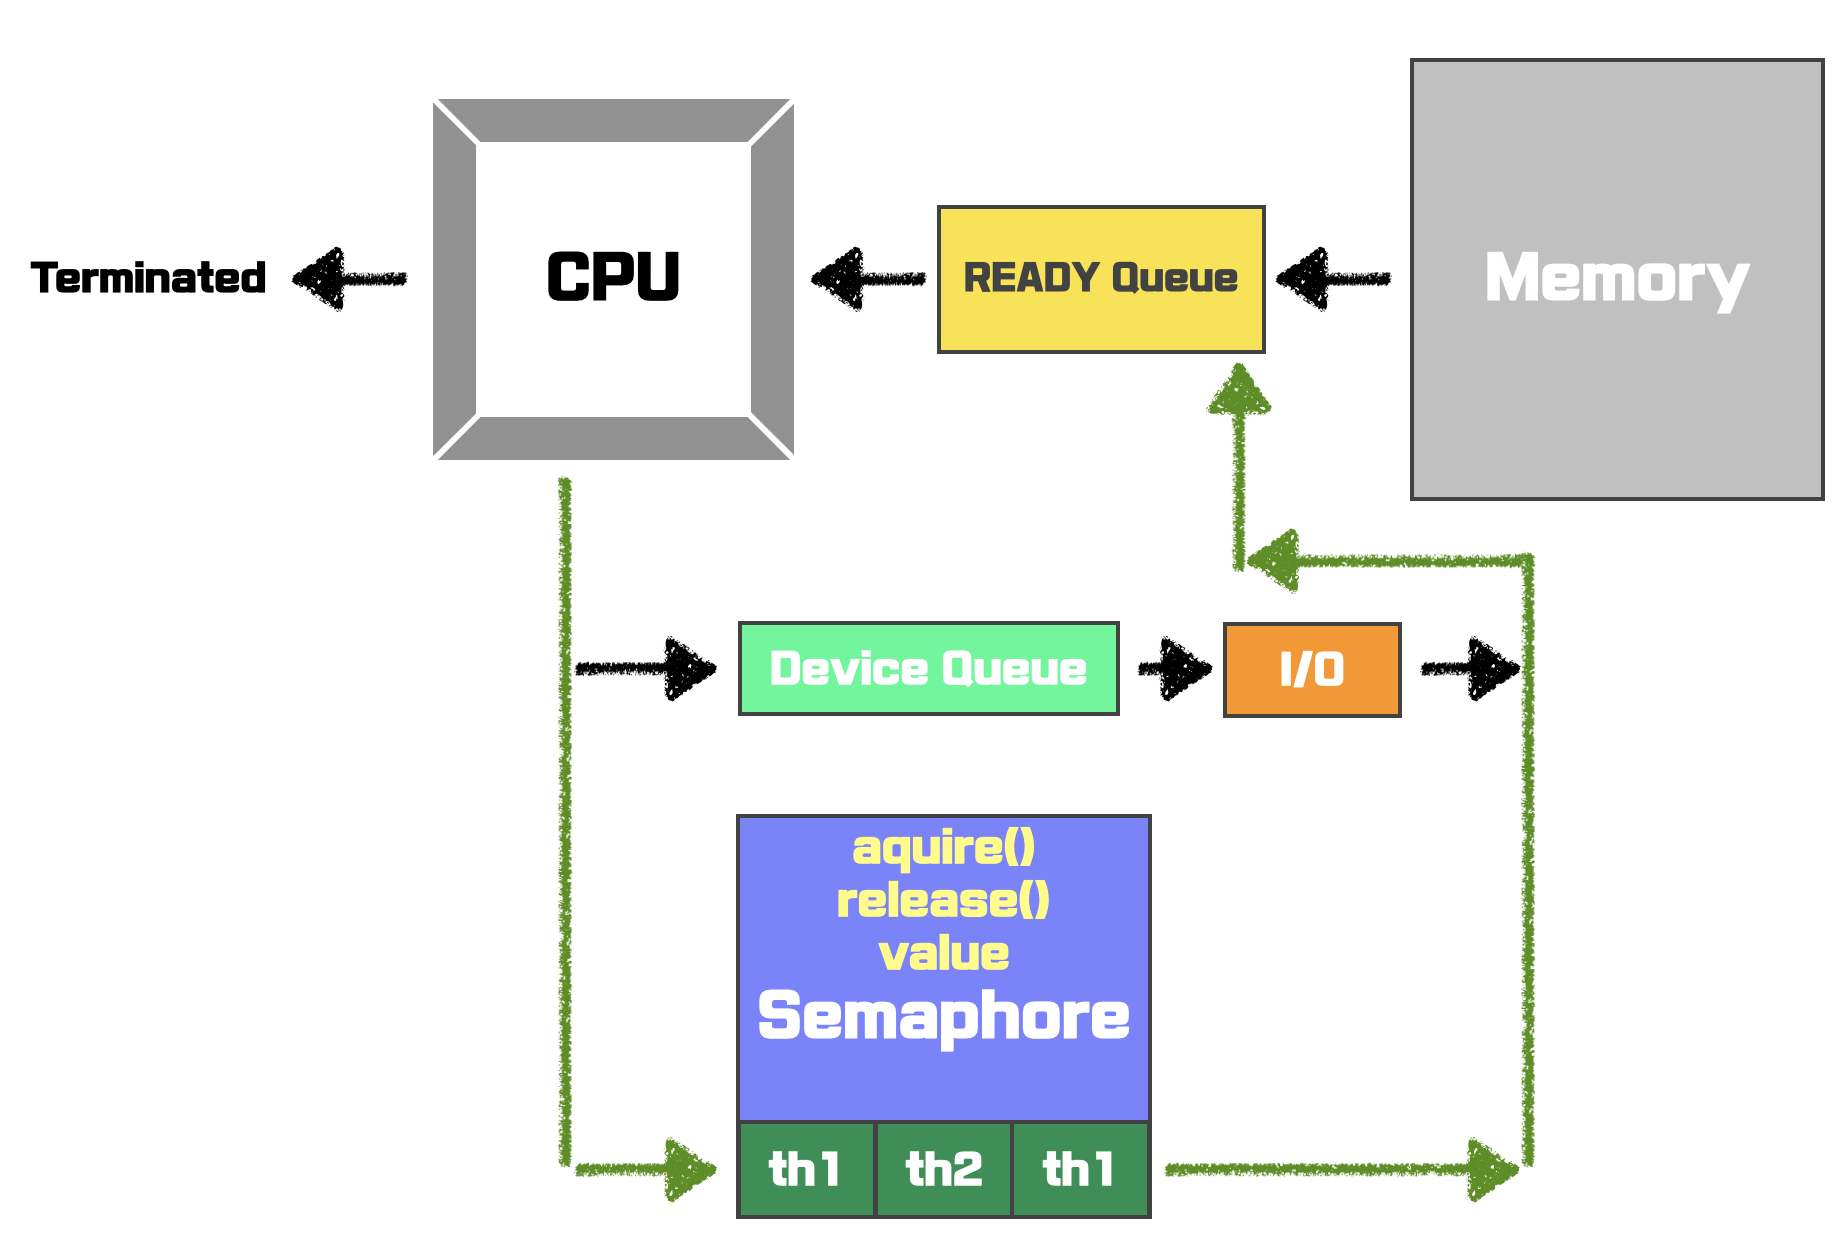 Terminated
CPU
READY Queue
Memory
Device Queue
I/O
aquire()
release()
value
Semaphore
th1
th2
th1